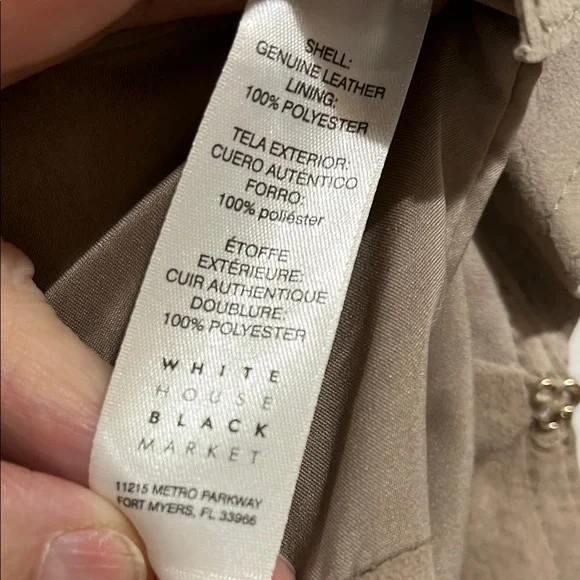 SHELL:
GENUINE LEATHER
LINING:
100% POLYESTER
TELA EXTERIOR:
CUERO AUTÉNTICO
FORRO:
100% poliéster
ÉTOFFE
EXTÉRIEURE:
CUIR AUTHENTIQUE
DOUBLURE:
100% POLYESTER
WHITE
HOUSE
BLACK
MARKET
11215 METRO PARKWAY
FORT MYERS, FL 33966